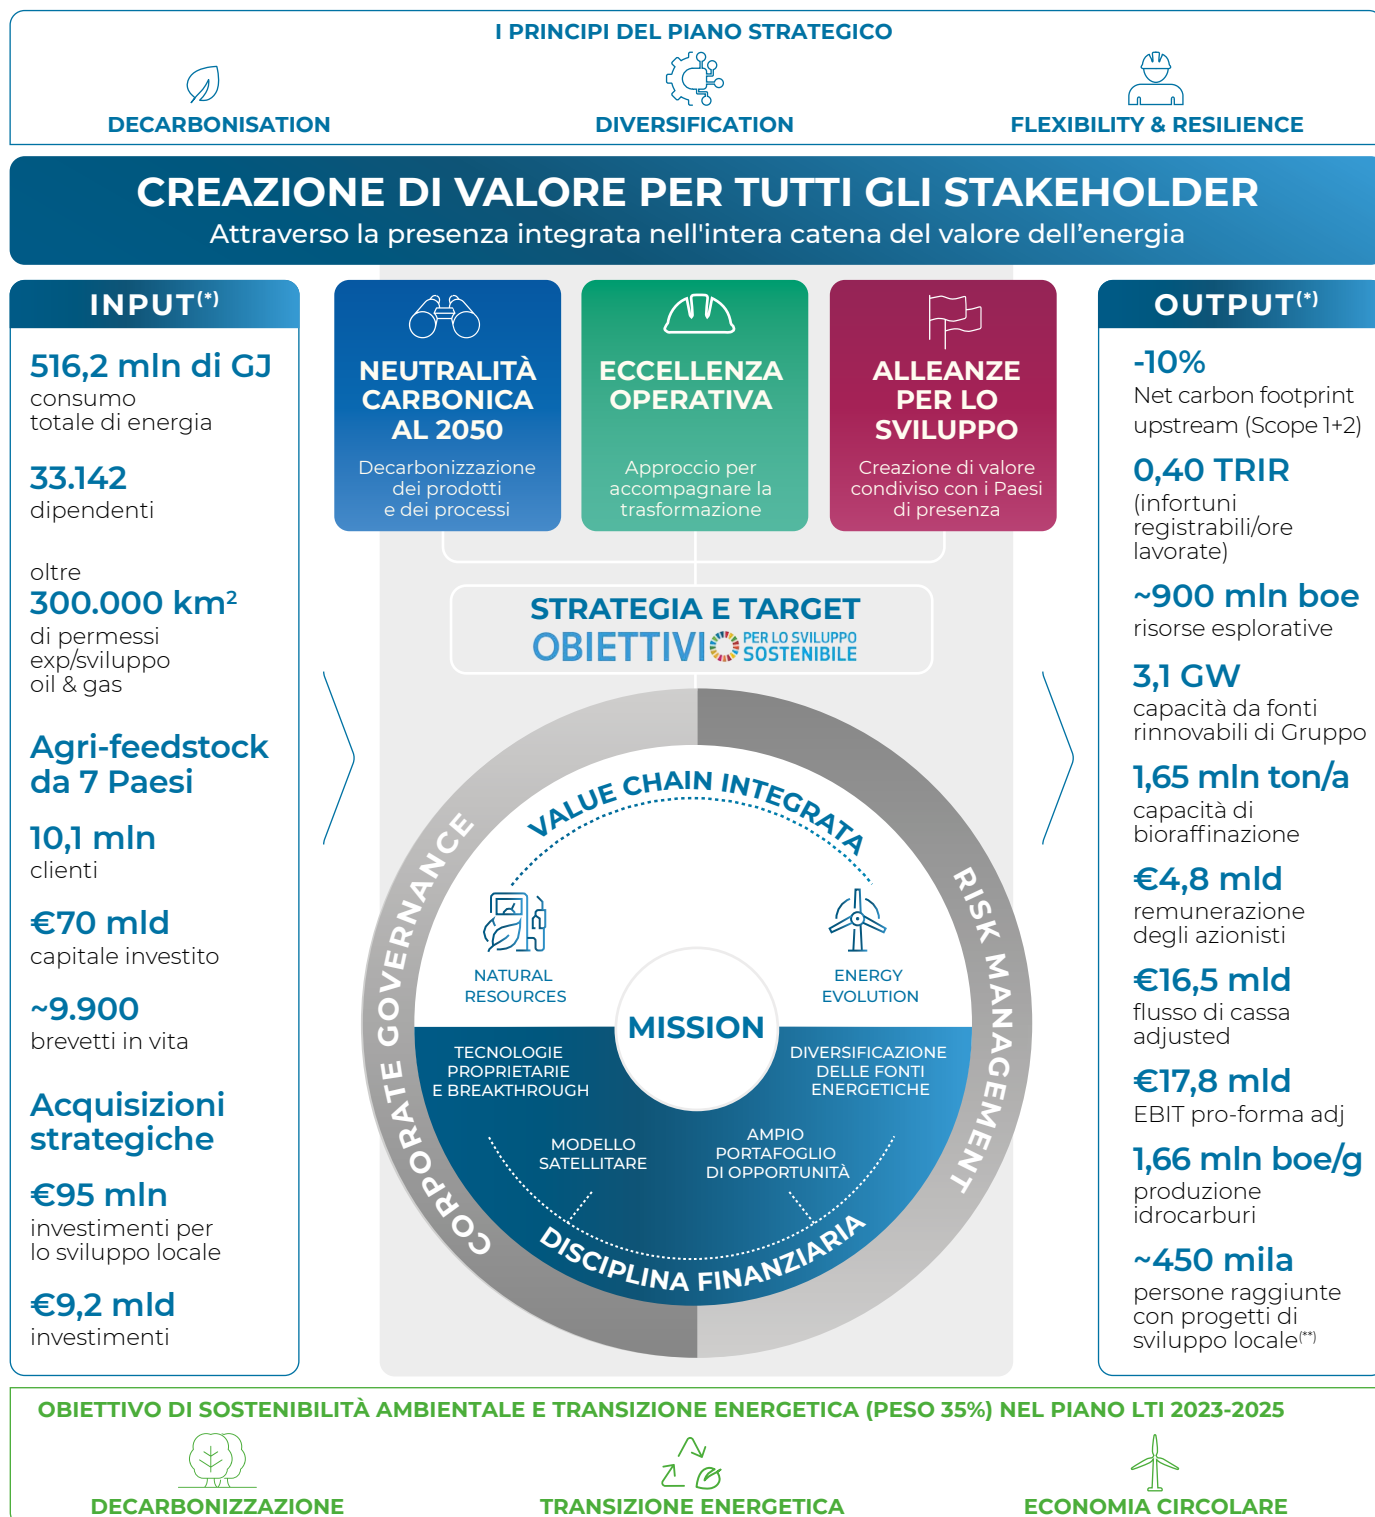 I PRINCIPI DEL PIANO STRATEGICO
DECARBONISATION
DIVERSIFICATION
FLEXIBILITY & RESILIENCE
CREAZIONE DI VALORE PER TUTTI GLI STAKEHOLDER
Attraverso la presenza integrata nell'intera catena del valore dell’energia
INPUT(*)
516,2 mln di GJ
consumo
totale di energia
33.142
dipendenti
oltre
300.000 km²
di permessi
exp/sviluppo
oil & gas
Agri-feedstock
da 7 Paesi
10,1 mln
clienti
€70 mld
capitale investito
~9.900
brevetti in vita
Acquisizioni
strategiche
€95 mln
investimenti per
lo sviluppo locale
€9,2 mld
investimenti
NEUTRALITÀ
CARBONICA
AL 2050
Decarbonizzazione
dei prodotti
e dei processi
ECCELLENZA
OPERATIVA
Approccio per
accompagnare la
trasformazione
ALLEANZE
PER LO
SVILUPPO
Creazione di valore
condiviso con i Paesi
di presenza
STRATEGIA E TARGET
OBIETTIVI PER LO SVILUPPO
SOSTENIBILE
CORPORATE GOVERNANCE
RISK MANAGEMENT
VALUE CHAIN INTEGRATA
NATURAL
RESOURCES
ENERGY
EVOLUTION
MISSION
TECNOLOGIE
PROPRIETARIE
E BREAKTHROUGH
DIVERSIFICAZIONE
DELLE FONTI
ENERGETICHE
MODELLO
SATELLITARE
AMPIO
PORTAFOGLIO
DI OPPORTUNITÀ
DISCIPLINA FINANZIARIA
OUTPUT(*)
-10%
Net carbon footprint
upstream (Scope 1+2)
0,40 TRIR
(infortuni
registrabili/ore
lavorate)
~900 mln boe
risorse esplorative
3,1 GW
capacità da fonti
rinnovabili di Gruppo
1,65 mln ton/a
capacità di
bioraffinazione
€4,8 mld
remunerazione
degli azionisti
€16,5 mld
flusso di cassa
adjusted
€17,8 mld
EBIT pro-forma adj
1,66 mln boe/g
produzione
idrocarburi
~450 mila
persone raggiunte
con progetti di
sviluppo locale(**)
OBIETTIVO DI SOSTENIBILITÀ AMBIENTALE E TRANSIZIONE ENERGETICA (PESO 35%) NEL PIANO LTI 2023-2025
DECARBONIZZAZIONE
TRANSIZIONE ENERGETICA
ECONOMIA CIRCOLARE